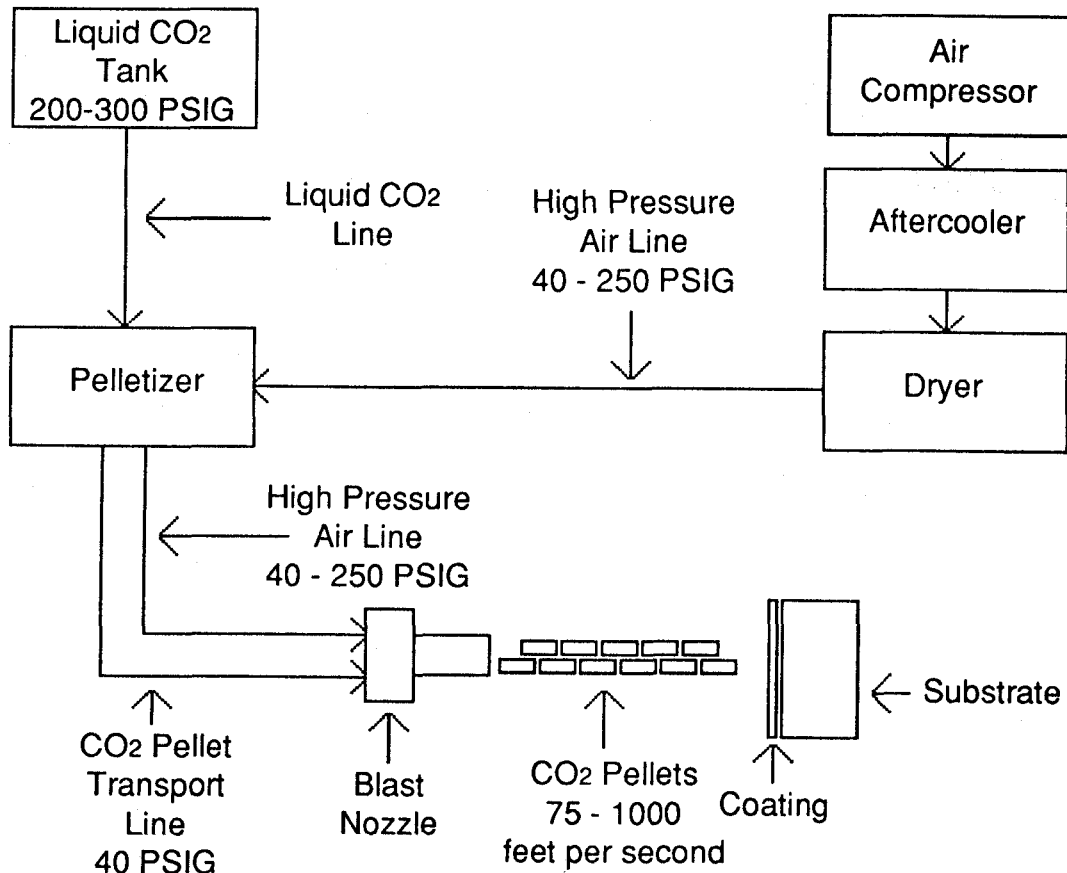 Liquid CO2
Tank
200-300 PSIG
Air
Compressor
Liquid CO2
Line
High Pressure
Air Line
40 - 250 PSIG
Aftercooler
Pelletizer
Dryer
High Pressure
Air Line
40 - 250 PSIG
Substrate
CO2 Pellet
Transport
Line
40 PSIG
Blast
Nozzle
CO2 Pellets
75 - 1000
feet per second
Coating